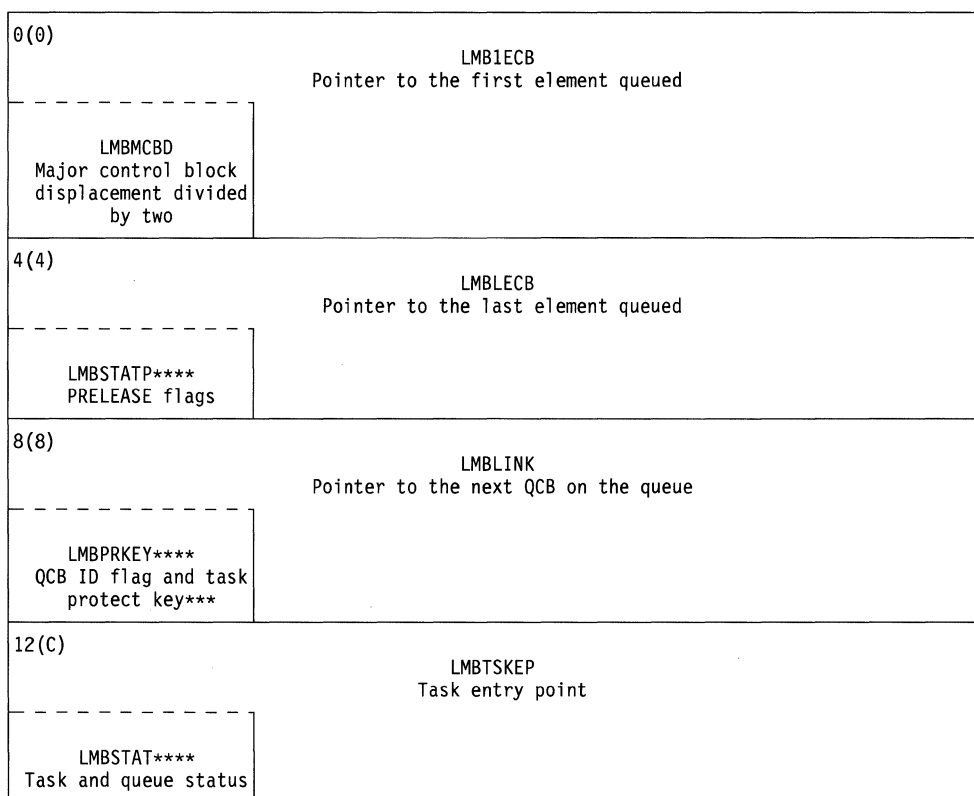 0(0)
LMB1ECB
Pointer to the first element queued
LMBMCBD
Major control block
displacement divided
by two
4(4)
LMBLECB
Pointer to the last element queued
LMBSTATP****
PRELEASE flags
8(8)
LMBLINK
Pointer to the next QCB on the queue
LMBPRKEY****
QCB ID flag and task
protect key***
12(C)
LMBTSKEP
Task entry point
LMBSTAT****
Task and queue status